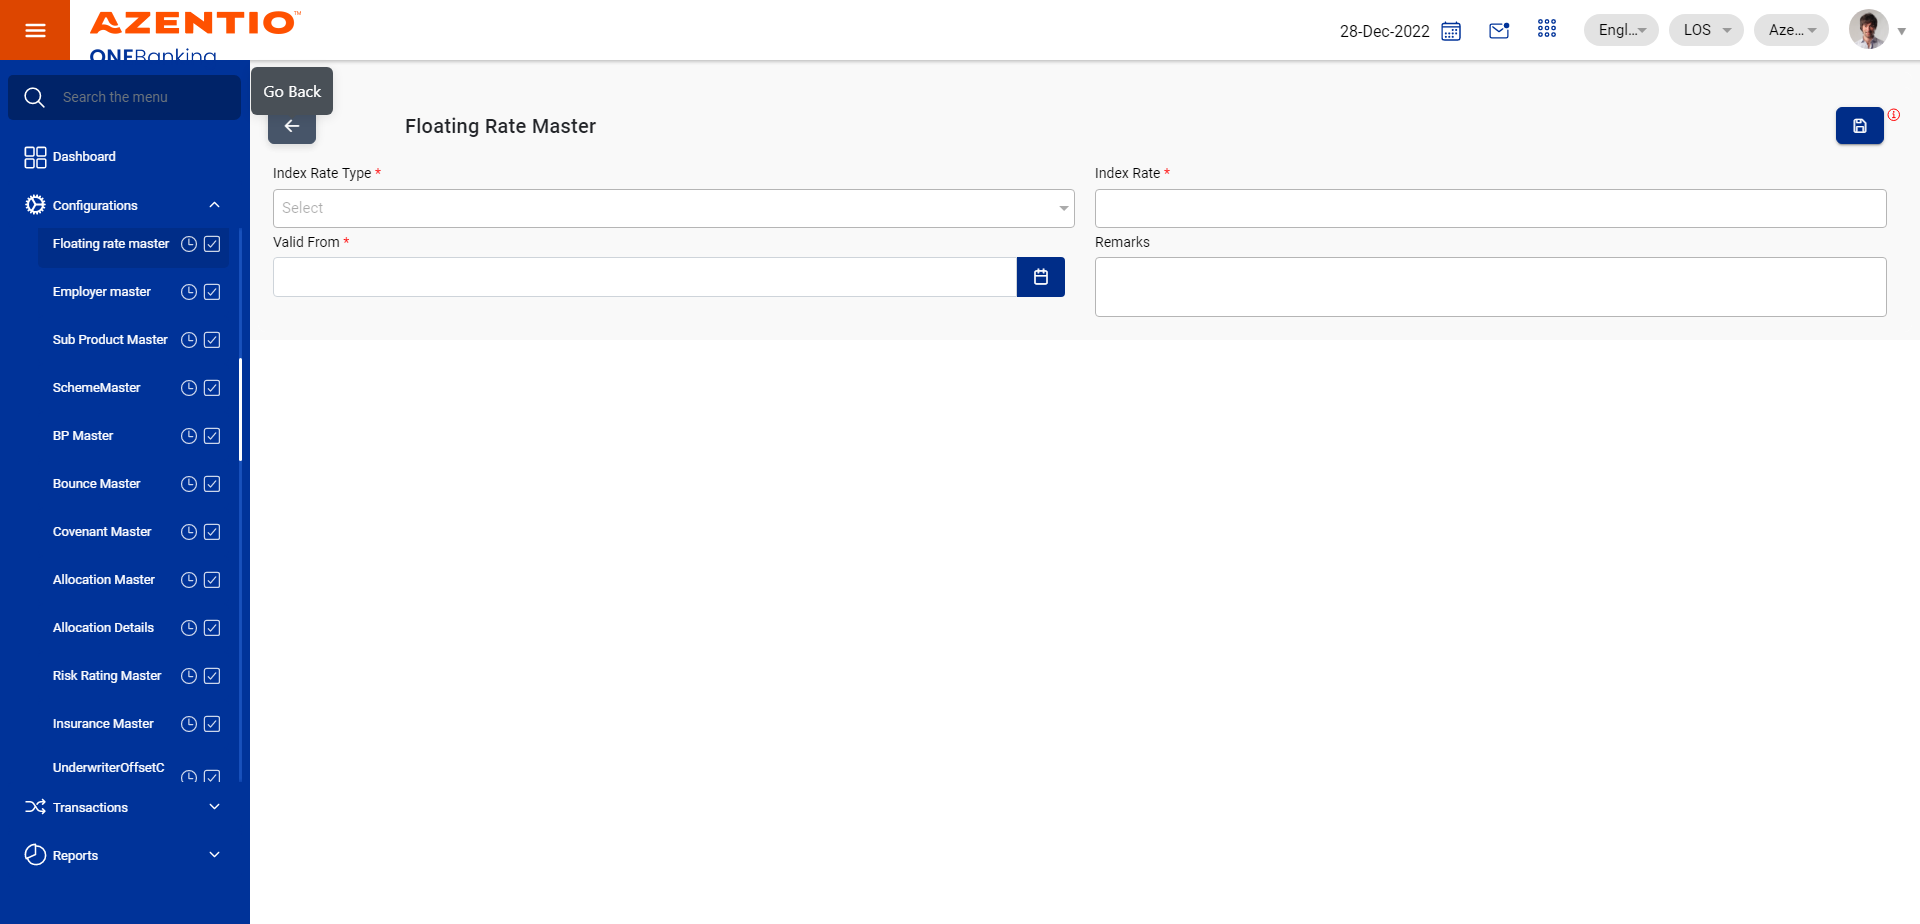 AZENTIO™
ONEBanking
28-Dec-2022
Engl...
LOS
Aze...
Search the menu
Go Back
Dashboard
Floating Rate Master
Configurations
Floating rate master
Employer master
Sub Product Master
SchemeMaster
BP Master
Bounce Master
Covenant Master
Allocation Master
Allocation Details
Risk Rating Master
Insurance Master
UnderwriterOffsetC
Transactions
Reports
Index Rate Type *
Select
Index Rate *
Valid From *
Remarks